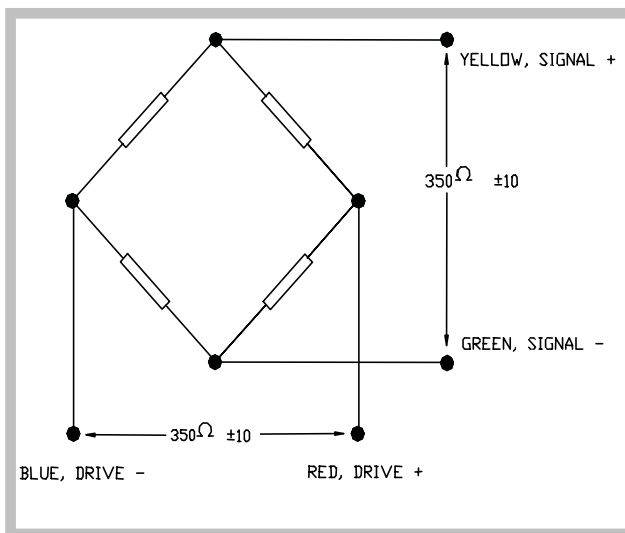 YELLOW, SIGNAL +
350Ω ±10
GREEN, SIGNAL -
350Ω ±10
BLUE, DRIVE -
RED, DRIVE +